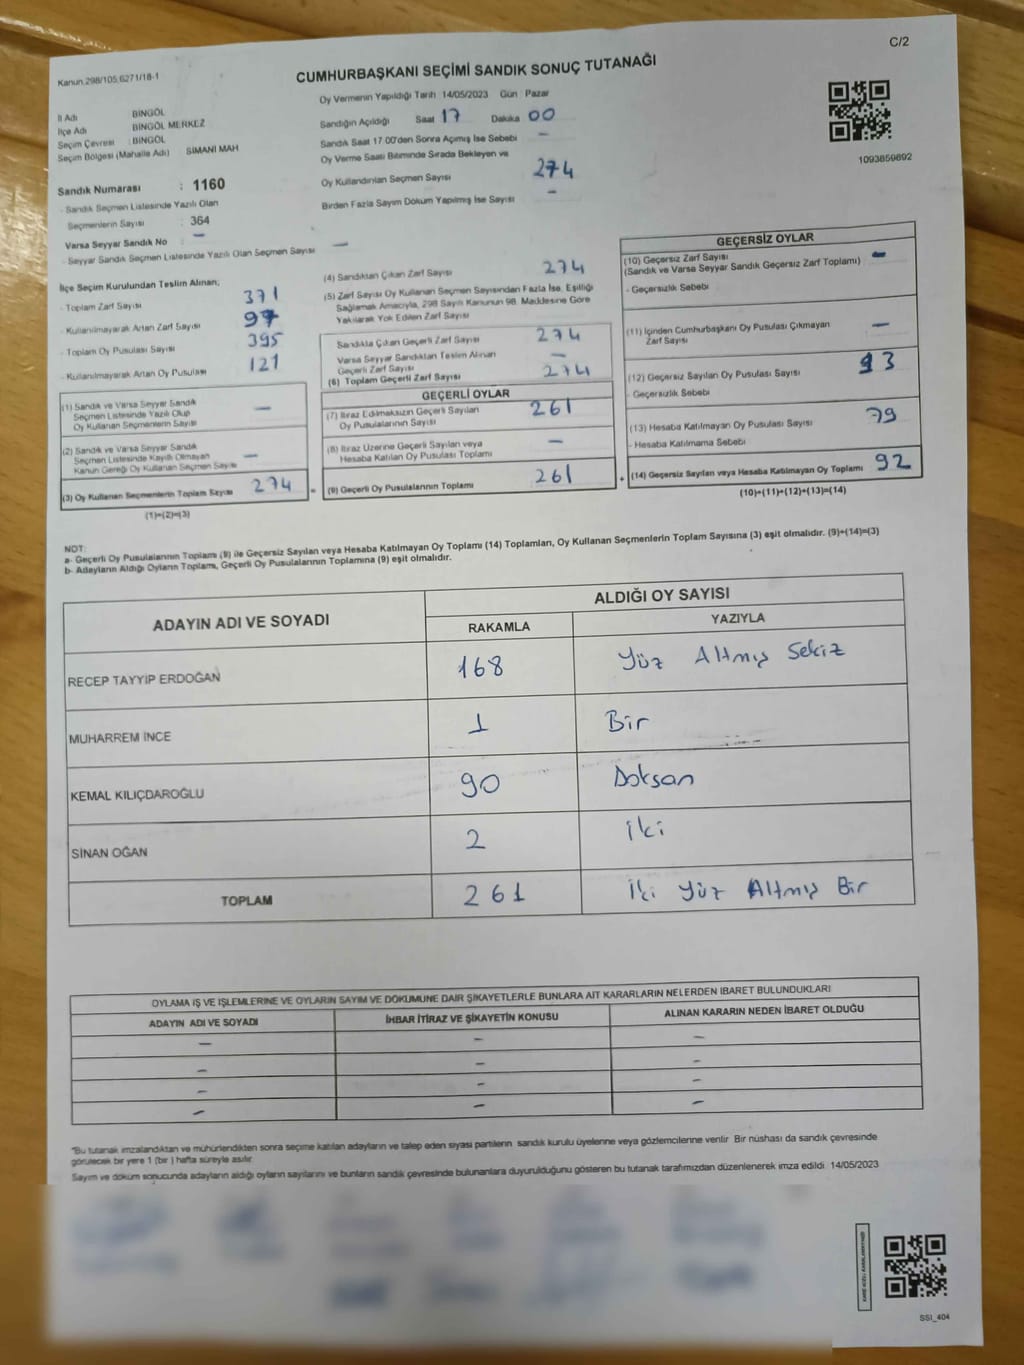 C/2
Kanun.298/105;6271/18-1
CUMHURBAŞKANI SEÇİMİ SANDIK SONUÇ TUTANAĞI
İl Adı BİNGÖL
İlçe Adı BİNGÖL MERKEZ
Seçim Çevresi : BİNGÖL
Seçim Bölgesi (Mahalle Adı) SİMANİ MAH
Sandık Numarası : 1160
- Sandık Seçmen Listesinde Yazılı Olan
Seçmenlerin Sayısı : 364
Varsa Seyyar Sandık No : –
- Seyyar Sandık Seçmen Listesinde Yazılı Olan Seçmen Sayısı –
Oy Vermenin Yapıldığı Tarih 14/05/2023 Gün : Pazar
Sandığın Açıldığı Saat 17 Dakika 00
Sandık Saat 17.00'den Sonra Açılmış İse Sebebi –
Oy Verme Saati Bitiminde Sırada Bekleyen ve
Oy Kullandırılan Seçmen Sayısı 274
Birden Fazla Sayım Döküm Yapılmış İse Sayısı –
1093859892
İlçe Seçim Kurulundan Teslim Alınan;
- Toplam Zarf Sayısı 371
- Kullanılmayarak Artan Zarf Sayısı 97
- Toplam Oy Pusulası Sayısı 395
- Kullanılmayarak Artan Oy Pusulası 121
(1) Sandık ve Varsa Seyyar Sandık
Seçmen Listesinde Yazılı Olup
Oy Kullanan Seçmenlerin Sayısı –
(2) Sandık ve Varsa Seyyar Sandık
Seçmen Listesinde Kayıtlı Olmayan
Kanun Gereği Oy Kullanan Seçmen Sayısı –
(3) Oy Kullanan Seçmenlerin Toplam Sayısı 274
(1)+(2)=(3)
(4) Sandıktan Çıkan Zarf Sayısı 274
(5) Zarf Sayısı Oy Kullanan Seçmen Sayısından Fazla İse, Eşitliği
Sağlamak Amacıyla, 298 Sayılı Kanunun 98. Maddesine Göre
Yakılarak Yok Edilen Zarf Sayısı
Sandıkta Çıkan Geçerli Zarf Sayısı 274
Varsa Seyyar Sandıktan Teslim Alınan
Geçerli Zarf Sayısı –
(6) Toplam Geçerli Zarf Sayısı 274
GEÇERLİ OYLAR
(7) İtiraz Edilmeksizin Geçerli Sayılan
Oy Pusulalarının Sayısı 261
(8) İtiraz Üzerine Geçerli Sayılan veya
Hesaba Katılan Oy Pusulası Toplamı –
= (9) Geçerli Oy Pusulalarının Toplamı 261
GEÇERSİZ OYLAR
(10) Geçersiz Zarf Sayısı –
(Sandık ve Varsa Seyyar Sandık Geçersiz Zarf Toplamı)
- Geçersizlik Sebebi
(11) İçinden Cumhurbaşkanı Oy Pusulası Çıkmayan
Zarf Sayısı –
(12) Geçersiz Sayılan Oy Pusulası Sayısı 93
- Geçersizlik Sebebi
(13) Hesaba Katılmayan Oy Pusulası Sayısı 79
- Hesaba Katılmama Sebebi
+ (14) Geçersiz Sayılan veya Hesaba Katılmayan Oy Toplamı 92
(10)+(11)+(12)+(13)=(14)
NOT:
a- Geçerli Oy Pusulalarının Toplamı (9) ile Geçersiz Sayılan veya Hesaba Katılmayan Oy Toplamı (14) Toplamları, Oy Kullanan Seçmenlerin Toplam Sayısına (3) eşit olmalıdır. (9)+(14)=(3)
b- Adayların Aldığı Oyların Toplamı, Geçerli Oy Pusulalarının Toplamına (9) eşit olmalıdır.
ADAYIN ADI VE SOYADI
ALDIĞI OY SAYISI
RAKAMLA YAZIYLA
RECEP TAYYİP ERDOĞAN 168 Yüz Altmış Sekiz
MUHARREM İNCE 1 Bir
KEMAL KILIÇDAROĞLU 90 Doksan
SİNAN OĞAN 2 İki
TOPLAM 261 İki Yüz Altmış Bir
OYLAMA İŞ VE İŞLEMLERİNE VE OYLARIN SAYIM VE DÖKÜMÜNE DAİR ŞİKAYETLERLE BUNLARA AİT KARARLARIN NELERDEN İBARET BULUNDUKLARI
ADAYIN ADI VE SOYADI İHBAR İTİRAZ VE ŞİKAYETİN KONUSU ALINAN KARARIN NEDEN İBARET OLDUĞU
– – –
– – –
– – –
– – –
*Bu tutanak imzalandıktan ve mühürlendikten sonra seçime katılan adayların ve talep eden siyasi partilerin sandık kurulu üyelerine veya gözlemcilerine verilir. Bir nüshası da sandık çevresinde
görülecek bir yere 1 (bir ) hafta süreyle asılır.
Sayım ve döküm sonucunda adayların aldığı oyların sayılarını ve bunların sandık çevresinde bulunanlara duyurulduğunu gösteren bu tutanak tarafımızdan düzenlenerek imza edildi. 14/05/2023
SSI_404